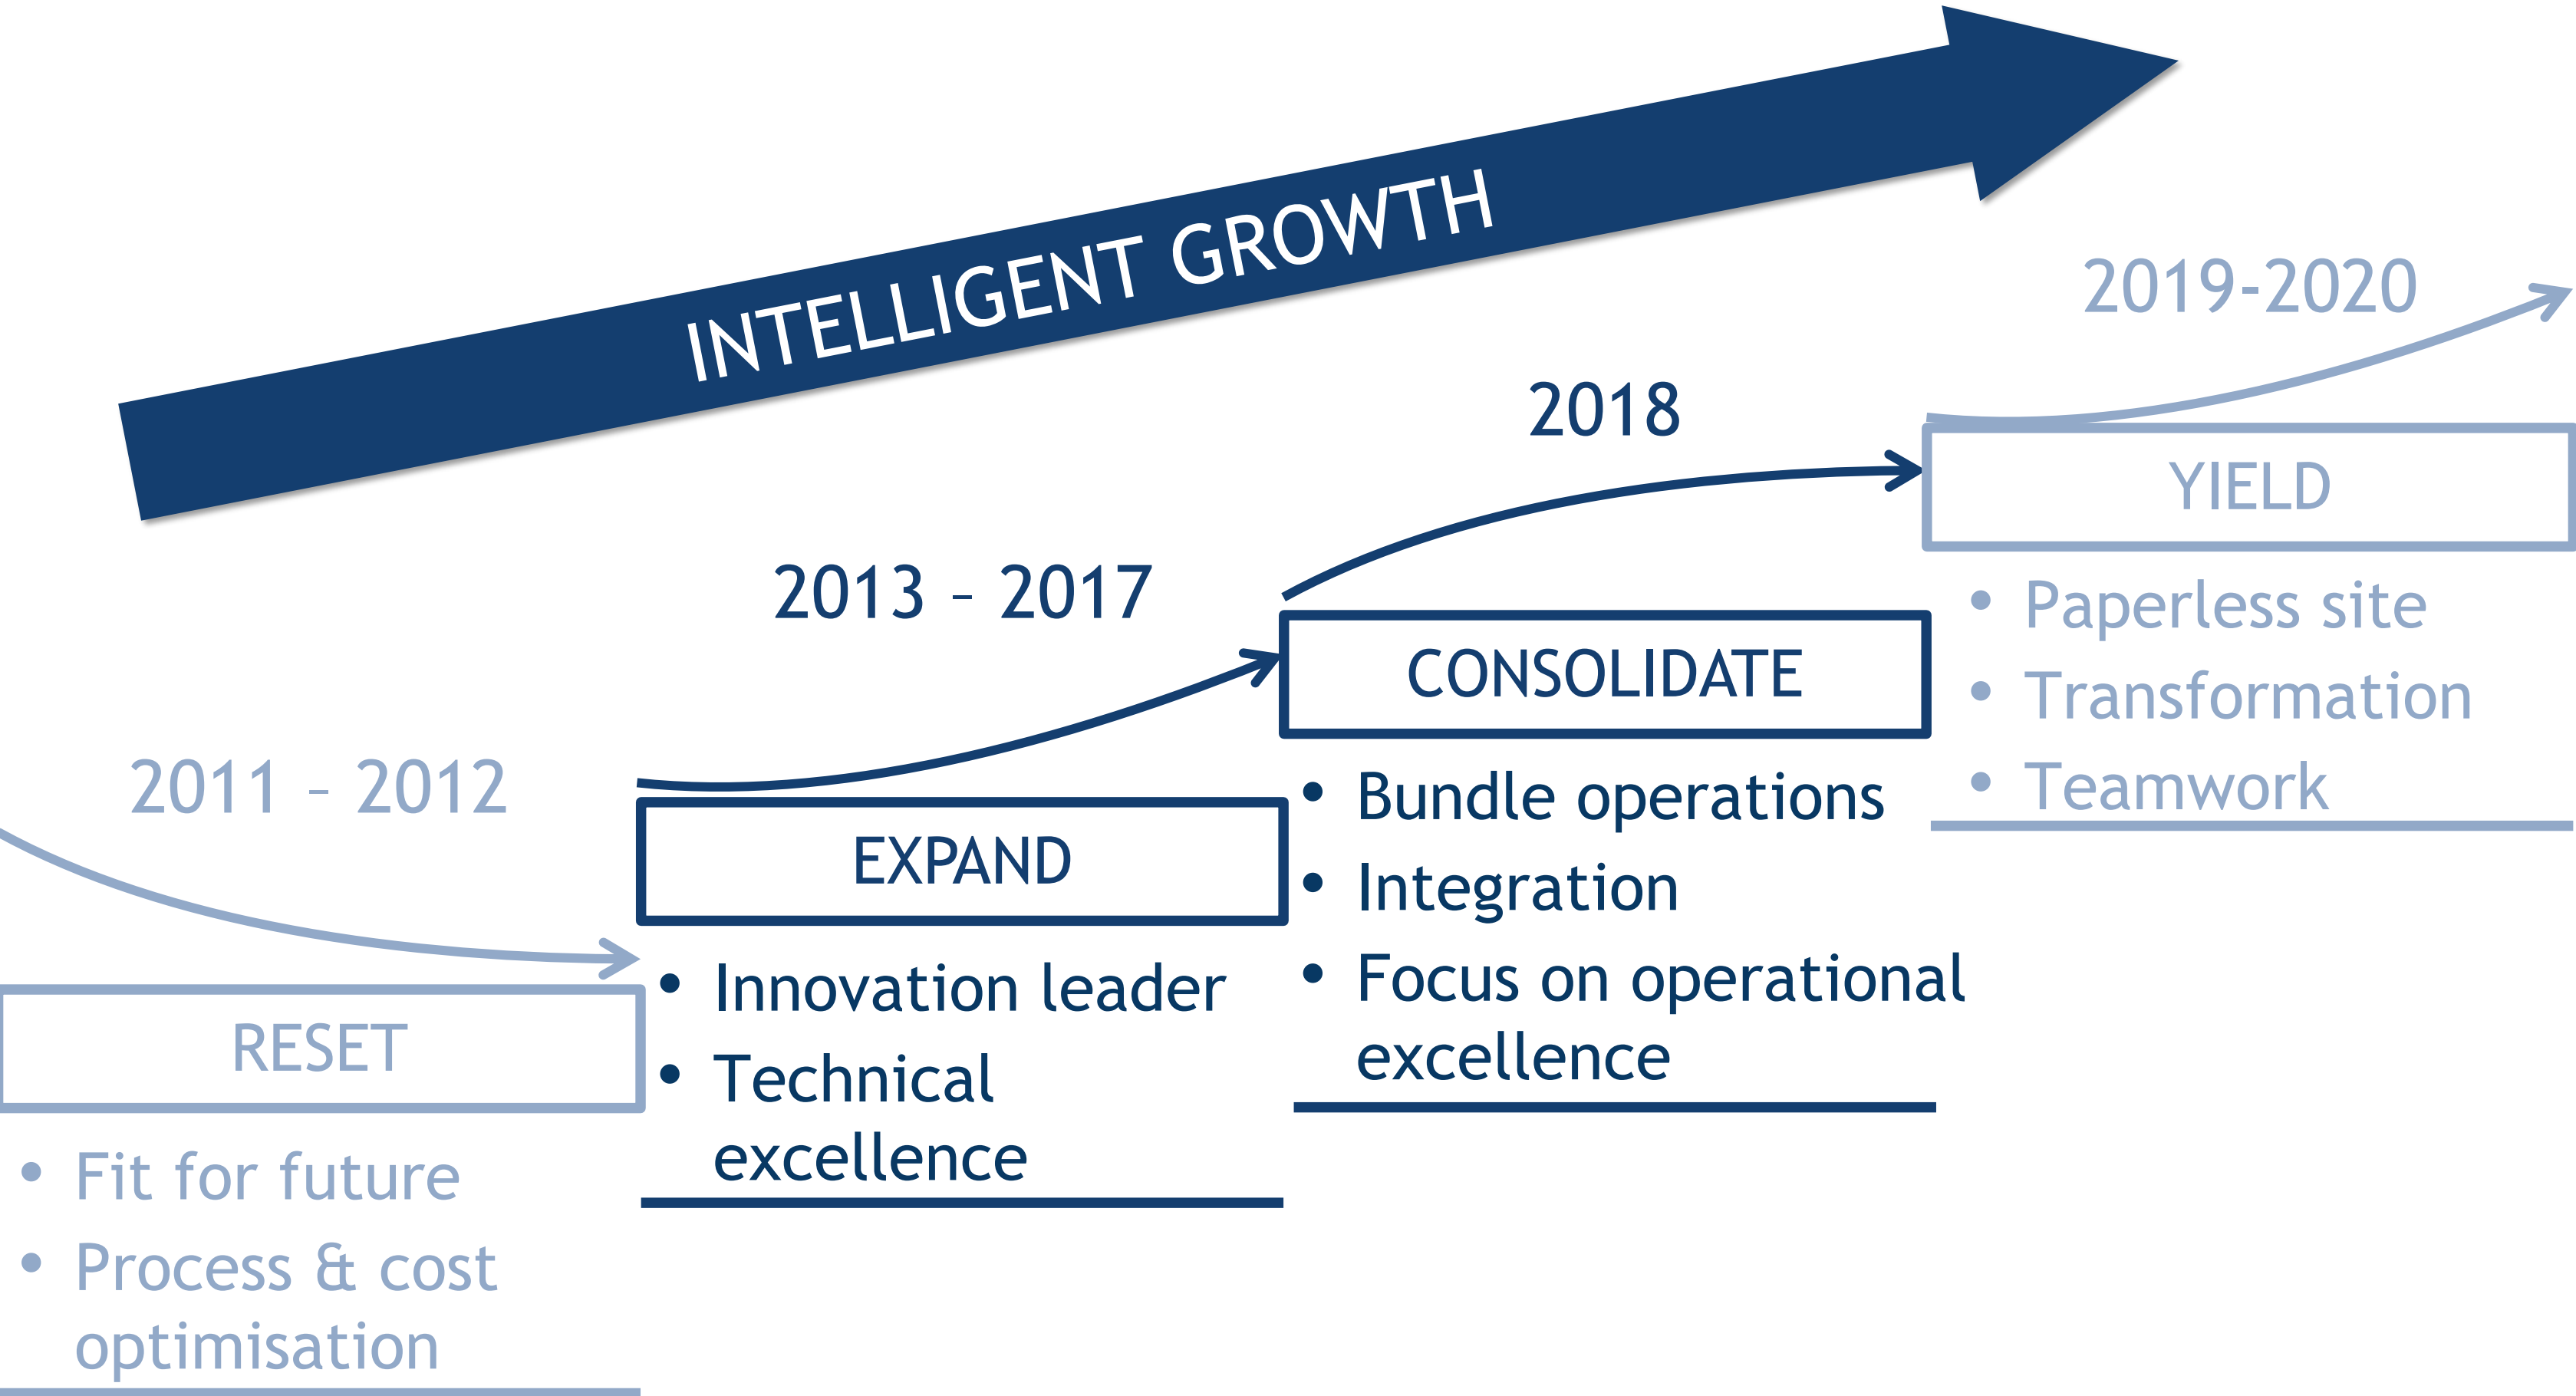 INTELLIGENT GROWTH
2011 – 2012
RESET
• Fit for future
• Process & cost
optimisation
2013 – 2017
EXPAND
• Innovation leader
• Technical
excellence
2018
CONSOLIDATE
• Bundle operations
• Integration
• Focus on operational
excellence
2019-2020
YIELD
• Paperless site
• Transformation
• Teamwork